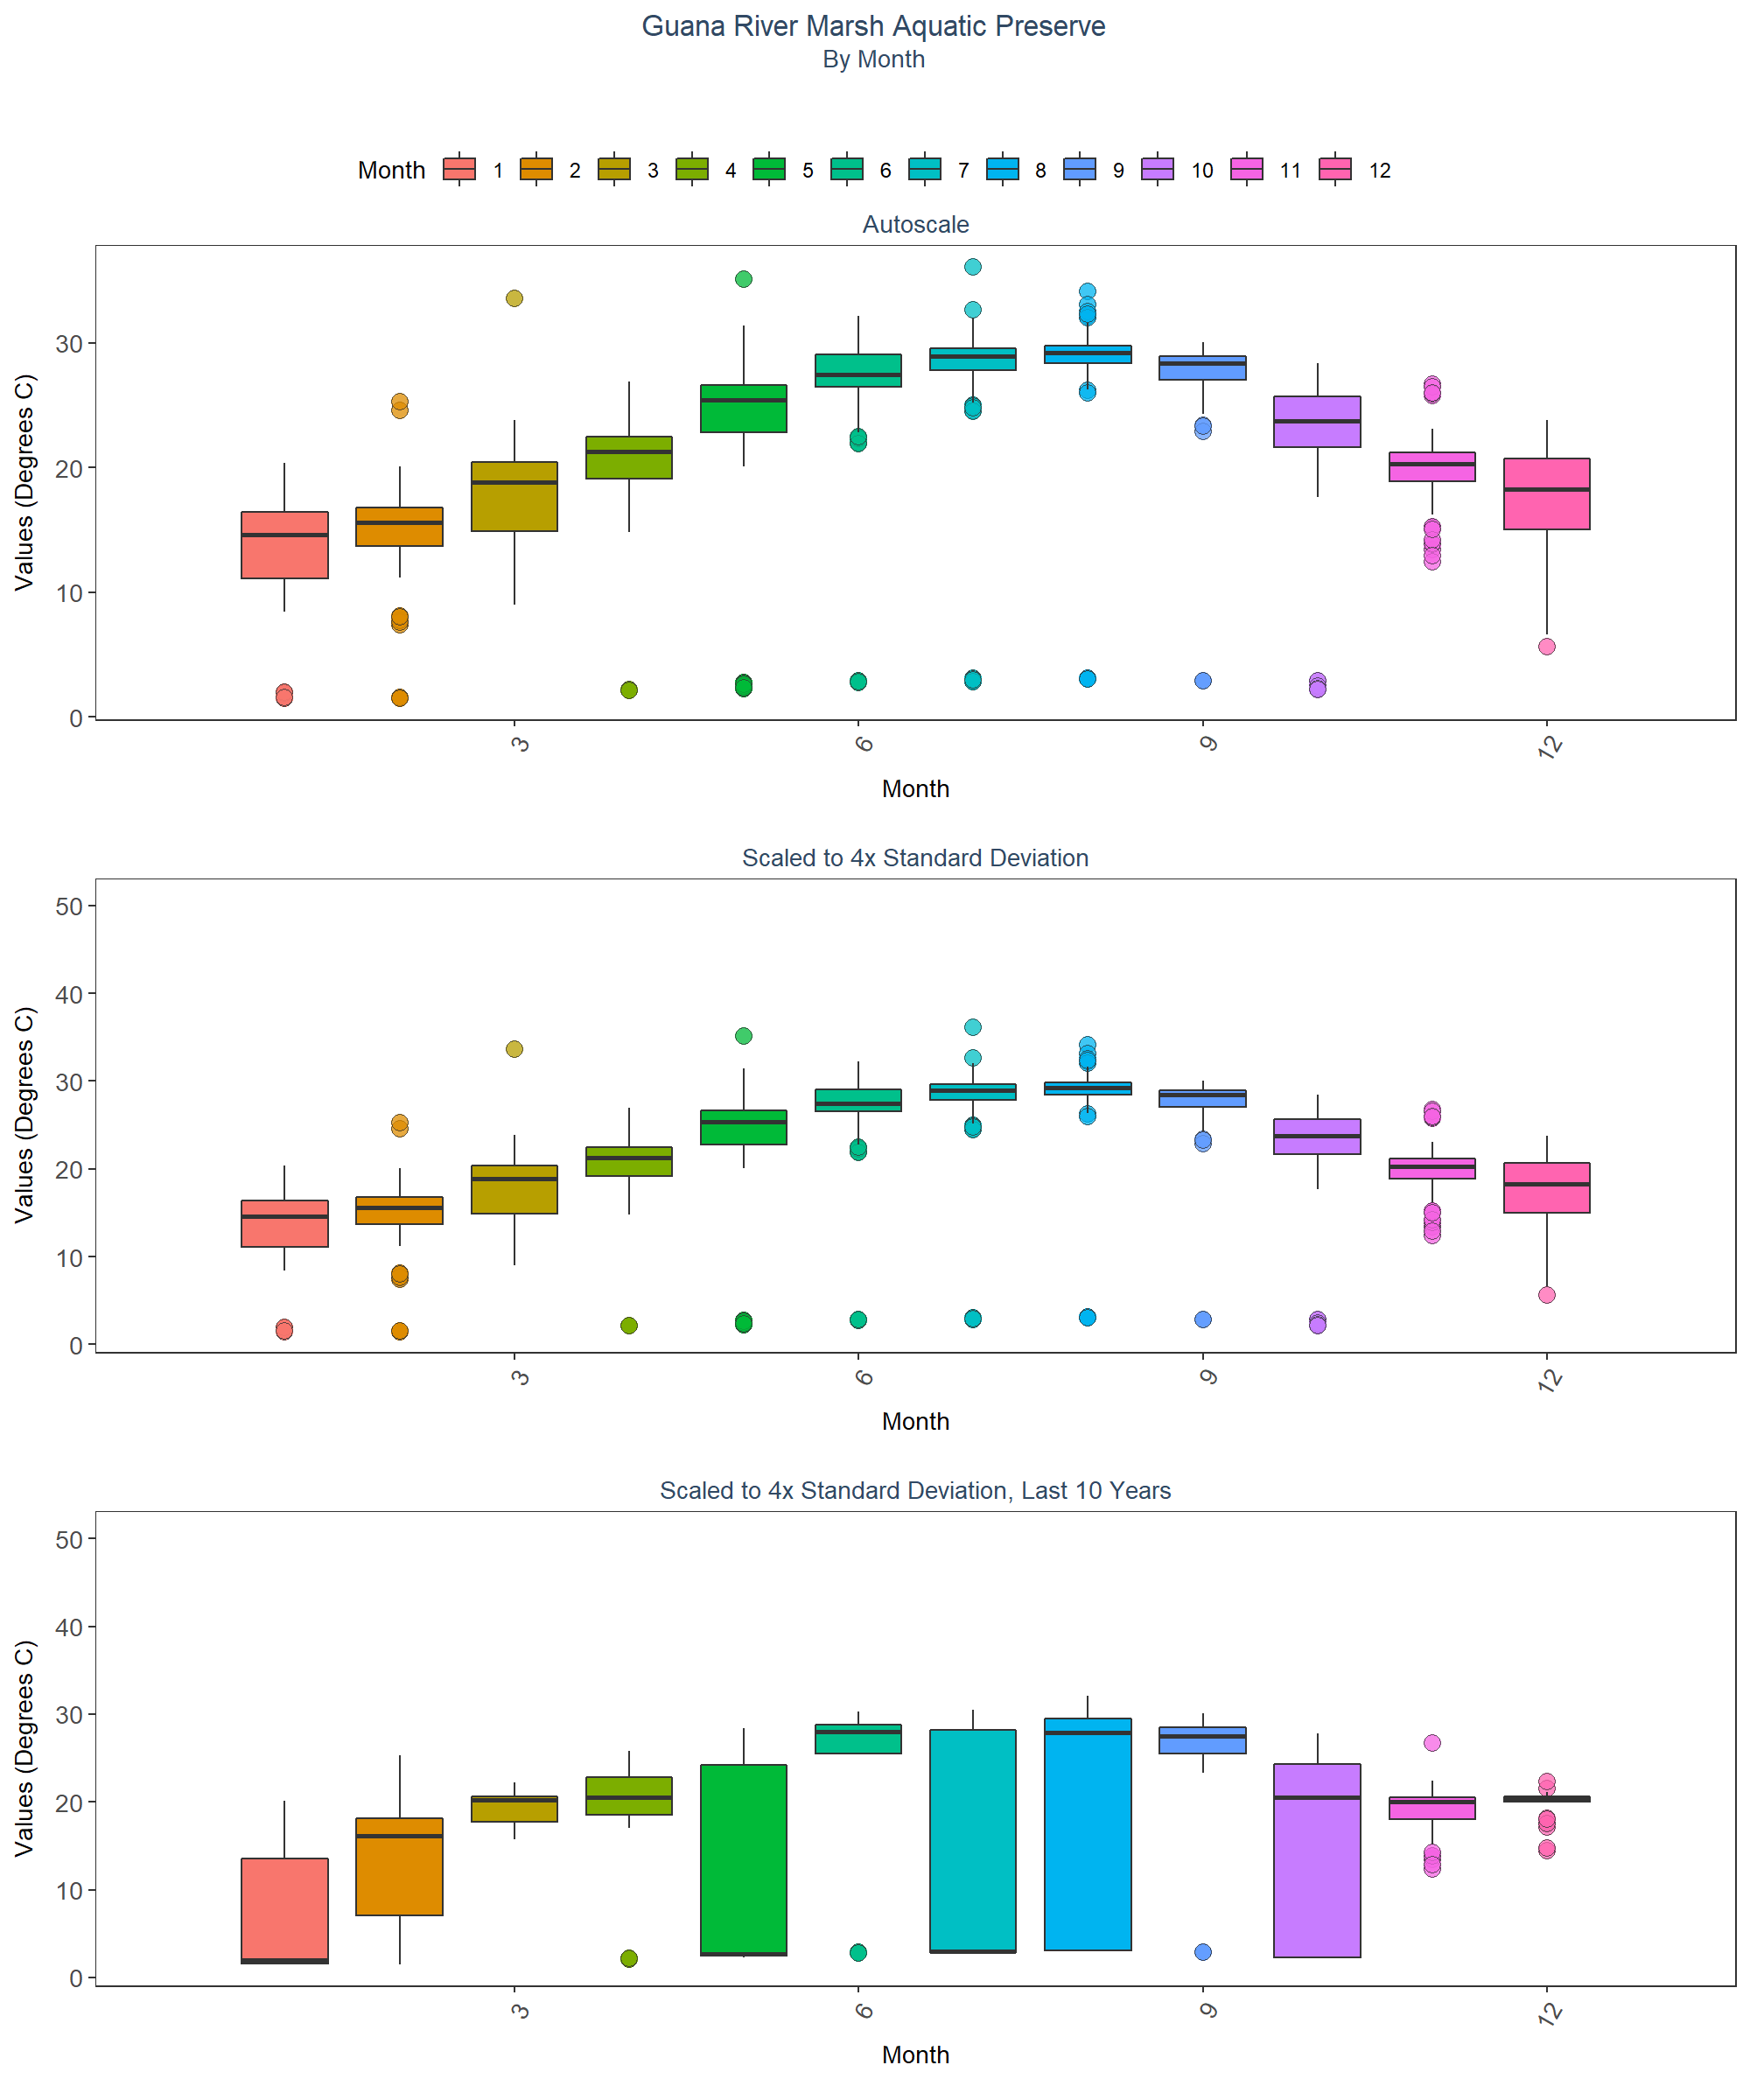 Guana River Marsh Aquatic Preserve
By Month
Month 1 2 3 4 5 6 7 8 9 10 11 12
Autoscale
Values (Degrees C)
30
20
10
0
3 6 9 12
Month
Scaled to 4x Standard Deviation
Values (Degrees C)
50
40
30
20
10
0
3 6 9 12
Month
Scaled to 4x Standard Deviation, Last 10 Years
Values (Degrees C)
50
40
30
20
10
0
3 6 9 12
Month